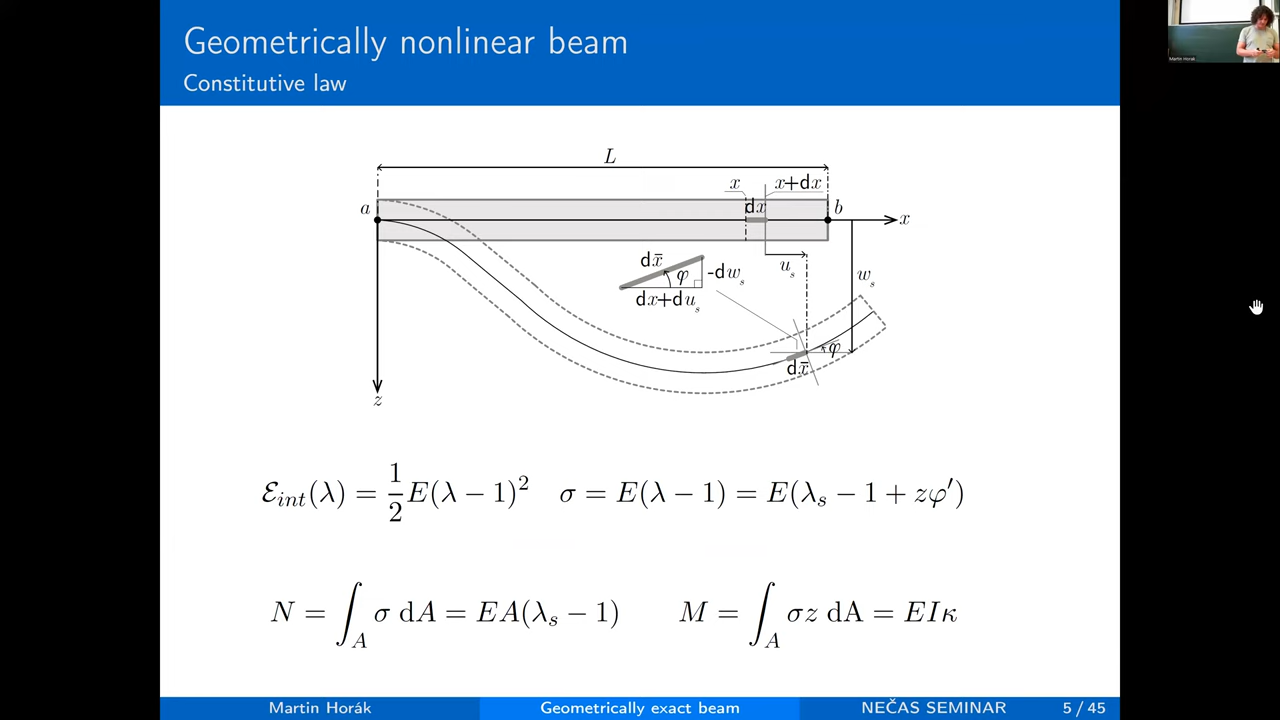 Geometrically nonlinear beam
Constitutive law
Martin Horák
L
x x+dx
a dx b x
u_s w_s
dx̄ φ -dw_s
dx+du_s
φ
dx̄
z
ℰ_int(λ) = 1/2 E(λ − 1)² σ = E(λ − 1) = E(λ_s − 1 + zφ′)
N = ∫_A σ dA = EA(λ_s − 1) M = ∫_A σz dA = EIκ
Martin Horák Geometrically exact beam NEČAS SEMINAR 5 / 45